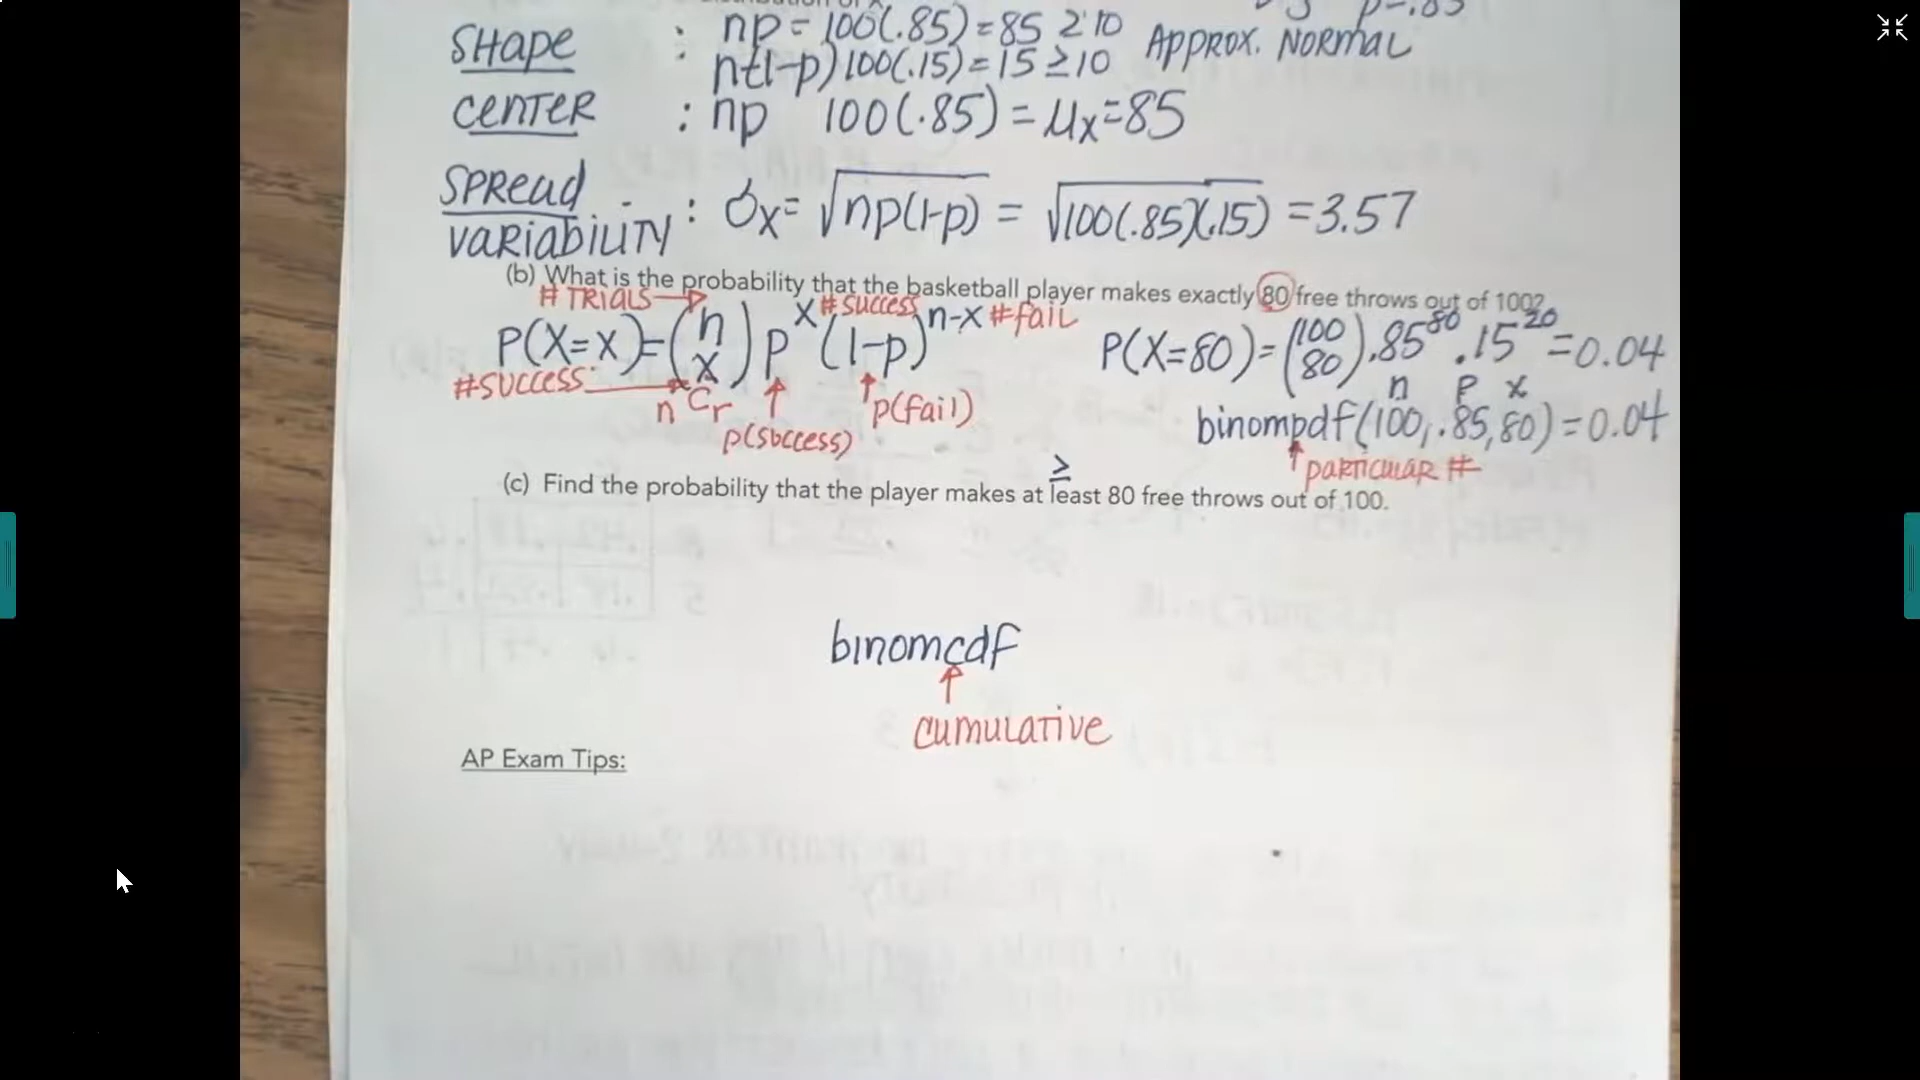 p=.85
SHAPE : np = 100(.85)=85 ≥10 APPROX. NORMAL
n(1-p) 100(.15)=15 ≥10
CENTER : np 100(.85) = μx=85
SPREAD
VARIABILITY : σx= √np(1-p) = √100(.85)(.15) =3.57
(b) What is the probability that the basketball player makes exactly 80 free throws out of 100?
# TRIALS → #success #fail
P(X=x)=(n x) p^x (1-p)^n-x P(X=80)=(100 80).85^80 .15^20 =0.04
#SUCCESS → nCr p(success) p(fail)
n p x
binompdf(100,.85,80)=0.04
particular #
≥
(c) Find the probability that the player makes at least 80 free throws out of 100.
binomcdf
cumulative
AP Exam Tips: